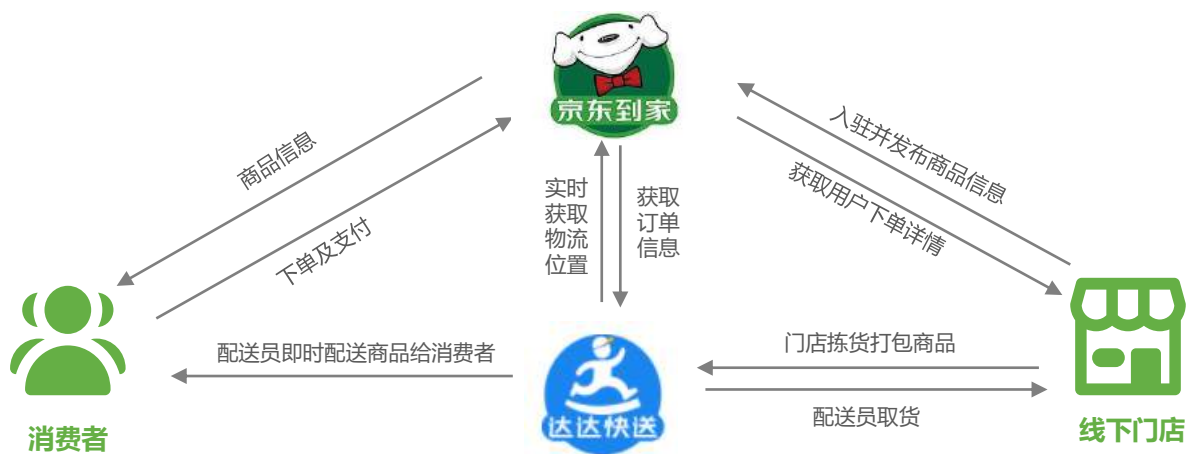 京东到家
商品信息
下单及支付
实时
获取
物流
位置
获取
订单
信息
入驻并发布商品信息
获取用户下单详情
配送员即时配送商品给消费者
门店拣货打包商品
配送员取货
达达快送
消费者
线下门店